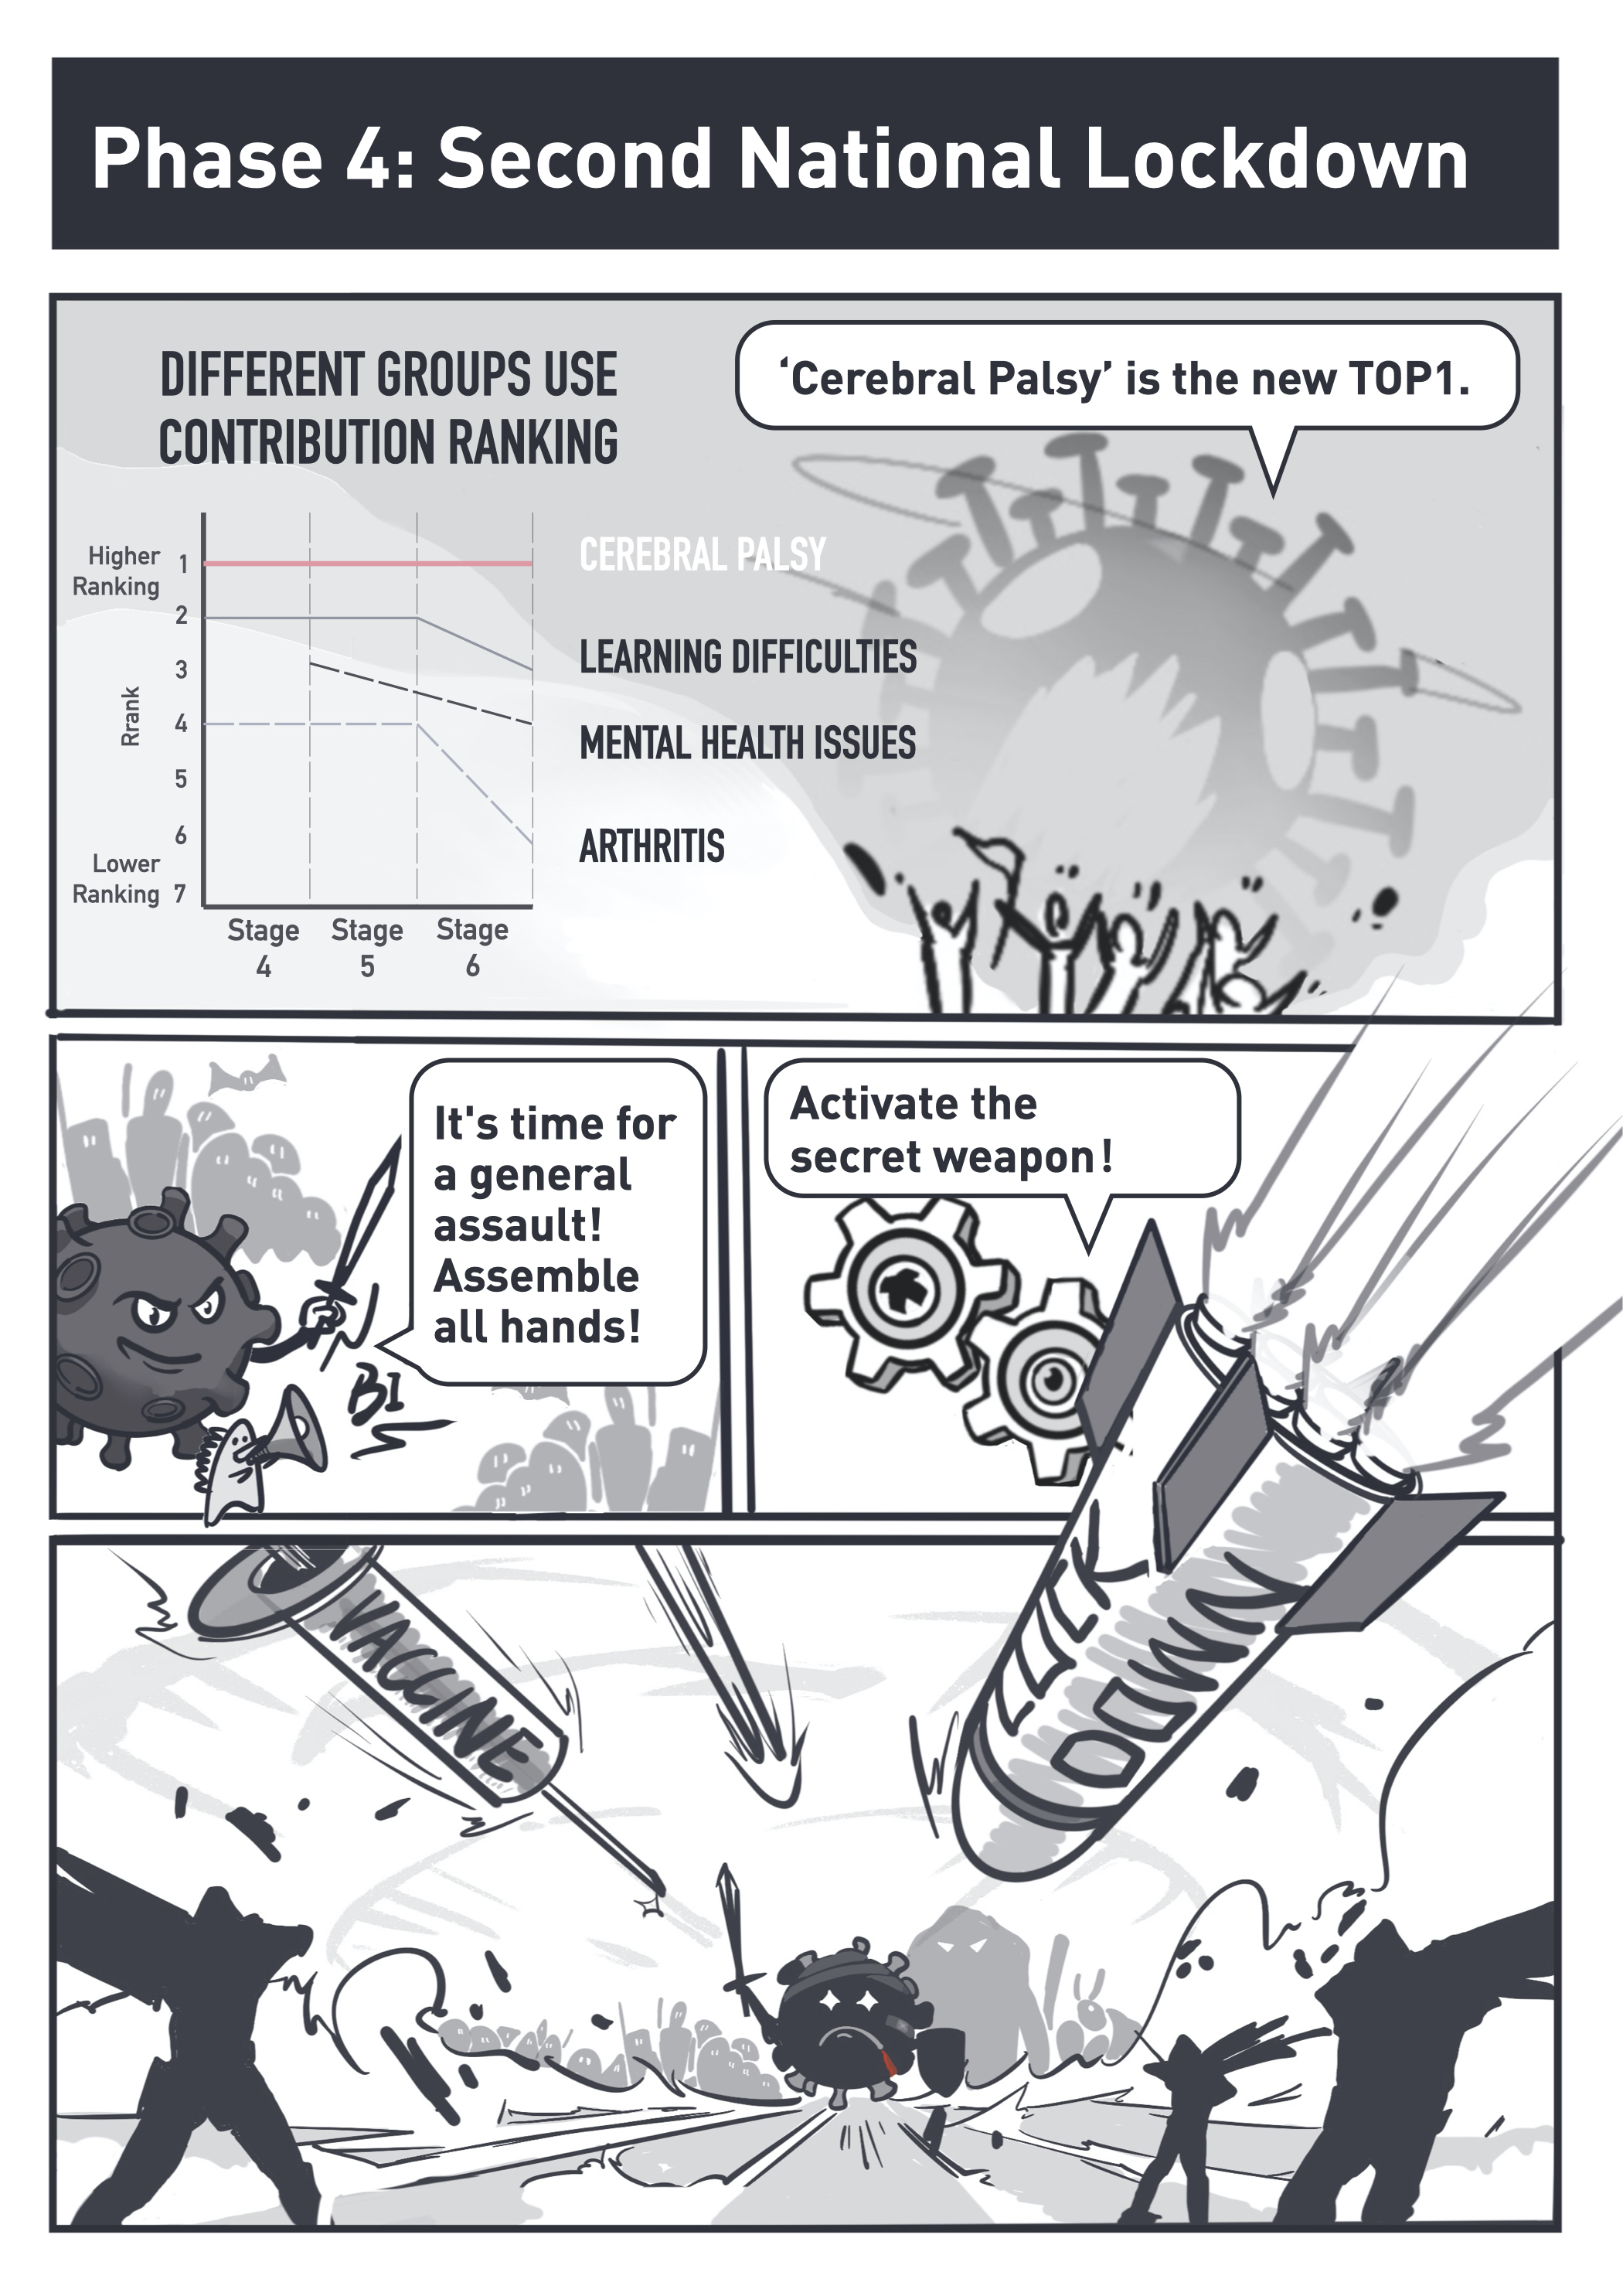 Phase 4: Second National Lockdown
DIFFERENT GROUPS USE
CONTRIBUTION RANKING
‘Cerebral Palsy’ is the new TOP1.
Higher
Ranking
1
2
3
4
5
6
7
Rrank
Lower
Ranking
CEREBRAL PALSY
LEARNING DIFFICULTIES
MENTAL HEALTH ISSUES
ARTHRITIS
Stage
4
Stage
5
Stage
6
It's time for
a general
assault!
Assemble
all hands!
BI
Activate the
secret weapon!
VACCINE
LOCK
DOWN